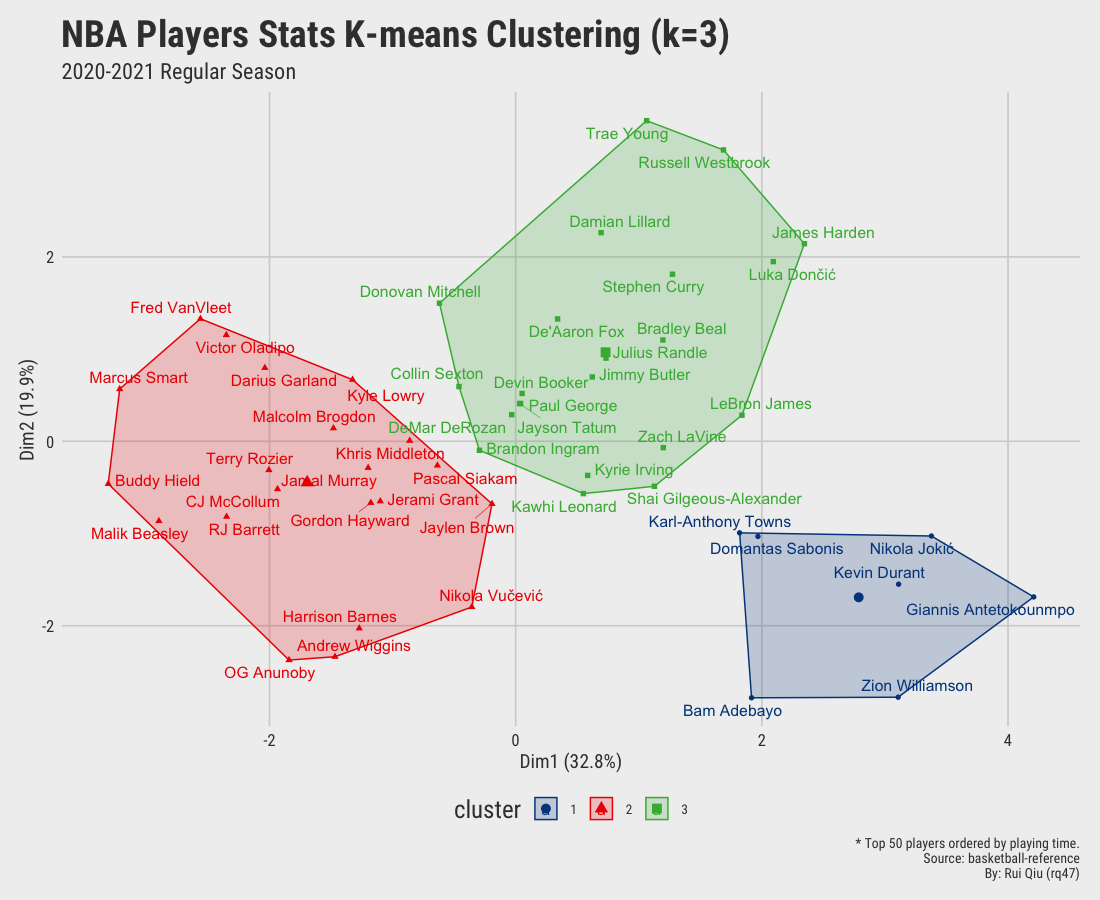 NBA Players Stats K-means Clustering (k=3)
2020-2021 Regular Season
Trae Young
Russell Westbrook
Damian Lillard
James Harden
2
Luka Dončić
Stephen Curry
Donovan Mitchell
Fred VanVleet
De'Aaron Fox
Bradley Beal
Victor Oladipo
Julius Randle
Marcus Smart
Darius Garland
Collin Sexton
Devin Booker
Jimmy Butler
Kyle Lowry
Paul George
LeBron James
Malcolm Brogdon
DeMar DeRozan
Jayson Tatum
Zach LaVine
0
Khris Middleton
Brandon Ingram
Terry Rozier
Kyrie Irving
Buddy Hield
Jamal Murray
Pascal Siakam
CJ McCollum
Jerami Grant
Kawhi Leonard
Shai Gilgeous-Alexander
Gordon Hayward
Karl-Anthony Towns
Malik Beasley
RJ Barrett
Jaylen Brown
Domantas Sabonis
Nikola Jokić
Kevin Durant
Nikola Vučević
Giannis Antetokounmpo
-2
Harrison Barnes
Andrew Wiggins
OG Anunoby
Zion Williamson
Bam Adebayo
Dim2 (19.9%)
-2
0
2
4
Dim1 (32.8%)
cluster
1
2
3
* Top 50 players ordered by playing time.
Source: basketball-reference
By: Rui Qiu (rq47)